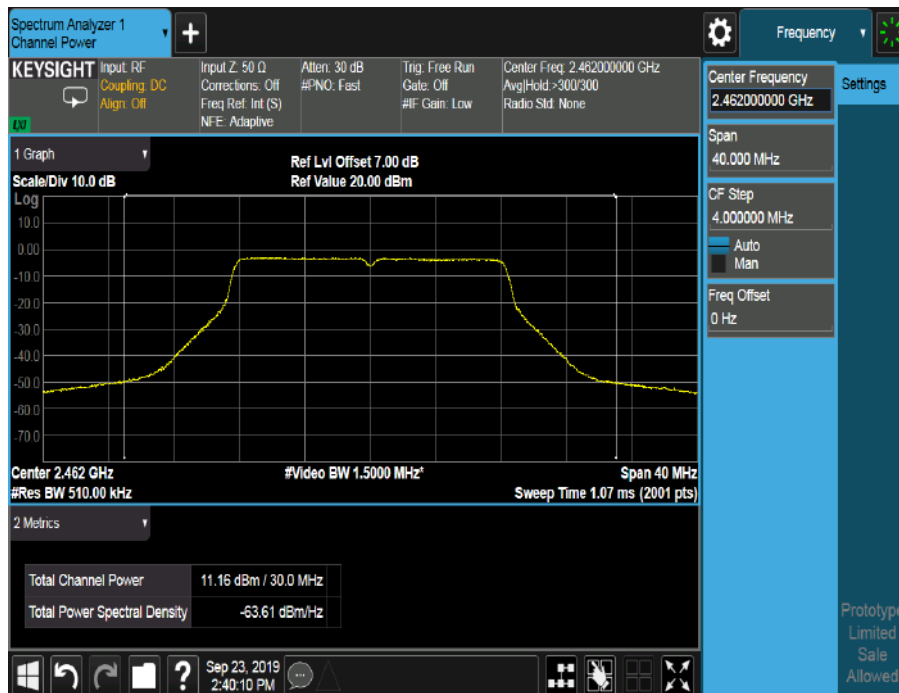 Spectrum Analyzer 1
Channel Power
Frequency
KEYSIGHT
Input: RF
Coupling: DC
Align: Off
Input Z: 50 Ω
Corrections: Off
Freq Ref: Int (S)
NFE: Adaptive
Atten: 30 dB
#PNO: Fast
Trig: Free Run
Gate: Off
#IF Gain: Low
Center Freq: 2.462000000 GHz
Avg|Hold:>300/300
Radio Std: None
LXI
Center Frequency
2.462000000 GHz
Settings
Span
40.000 MHz
CF Step
4.000000 MHz
Auto
Man
Freq Offset
0 Hz
1 Graph
Scale/Div 10.0 dB
Ref Lvl Offset 7.00 dB
Ref Value 20.00 dBm
Log
10.0
0.00
-10.0
-20.0
-30.0
-40.0
-50.0
-60.0
-70.0
Center 2.462 GHz
#Res BW 510.00 kHz
#Video BW 1.5000 MHz*
Span 40 MHz
Sweep Time 1.07 ms (2001 pts)
2 Metrics
Total Channel Power 11.16 dBm / 30.0 MHz
Total Power Spectral Density -63.61 dBm/Hz
Prototype
Limited
Sale
Allowed
?
Sep 23, 2019
2:40:10 PM